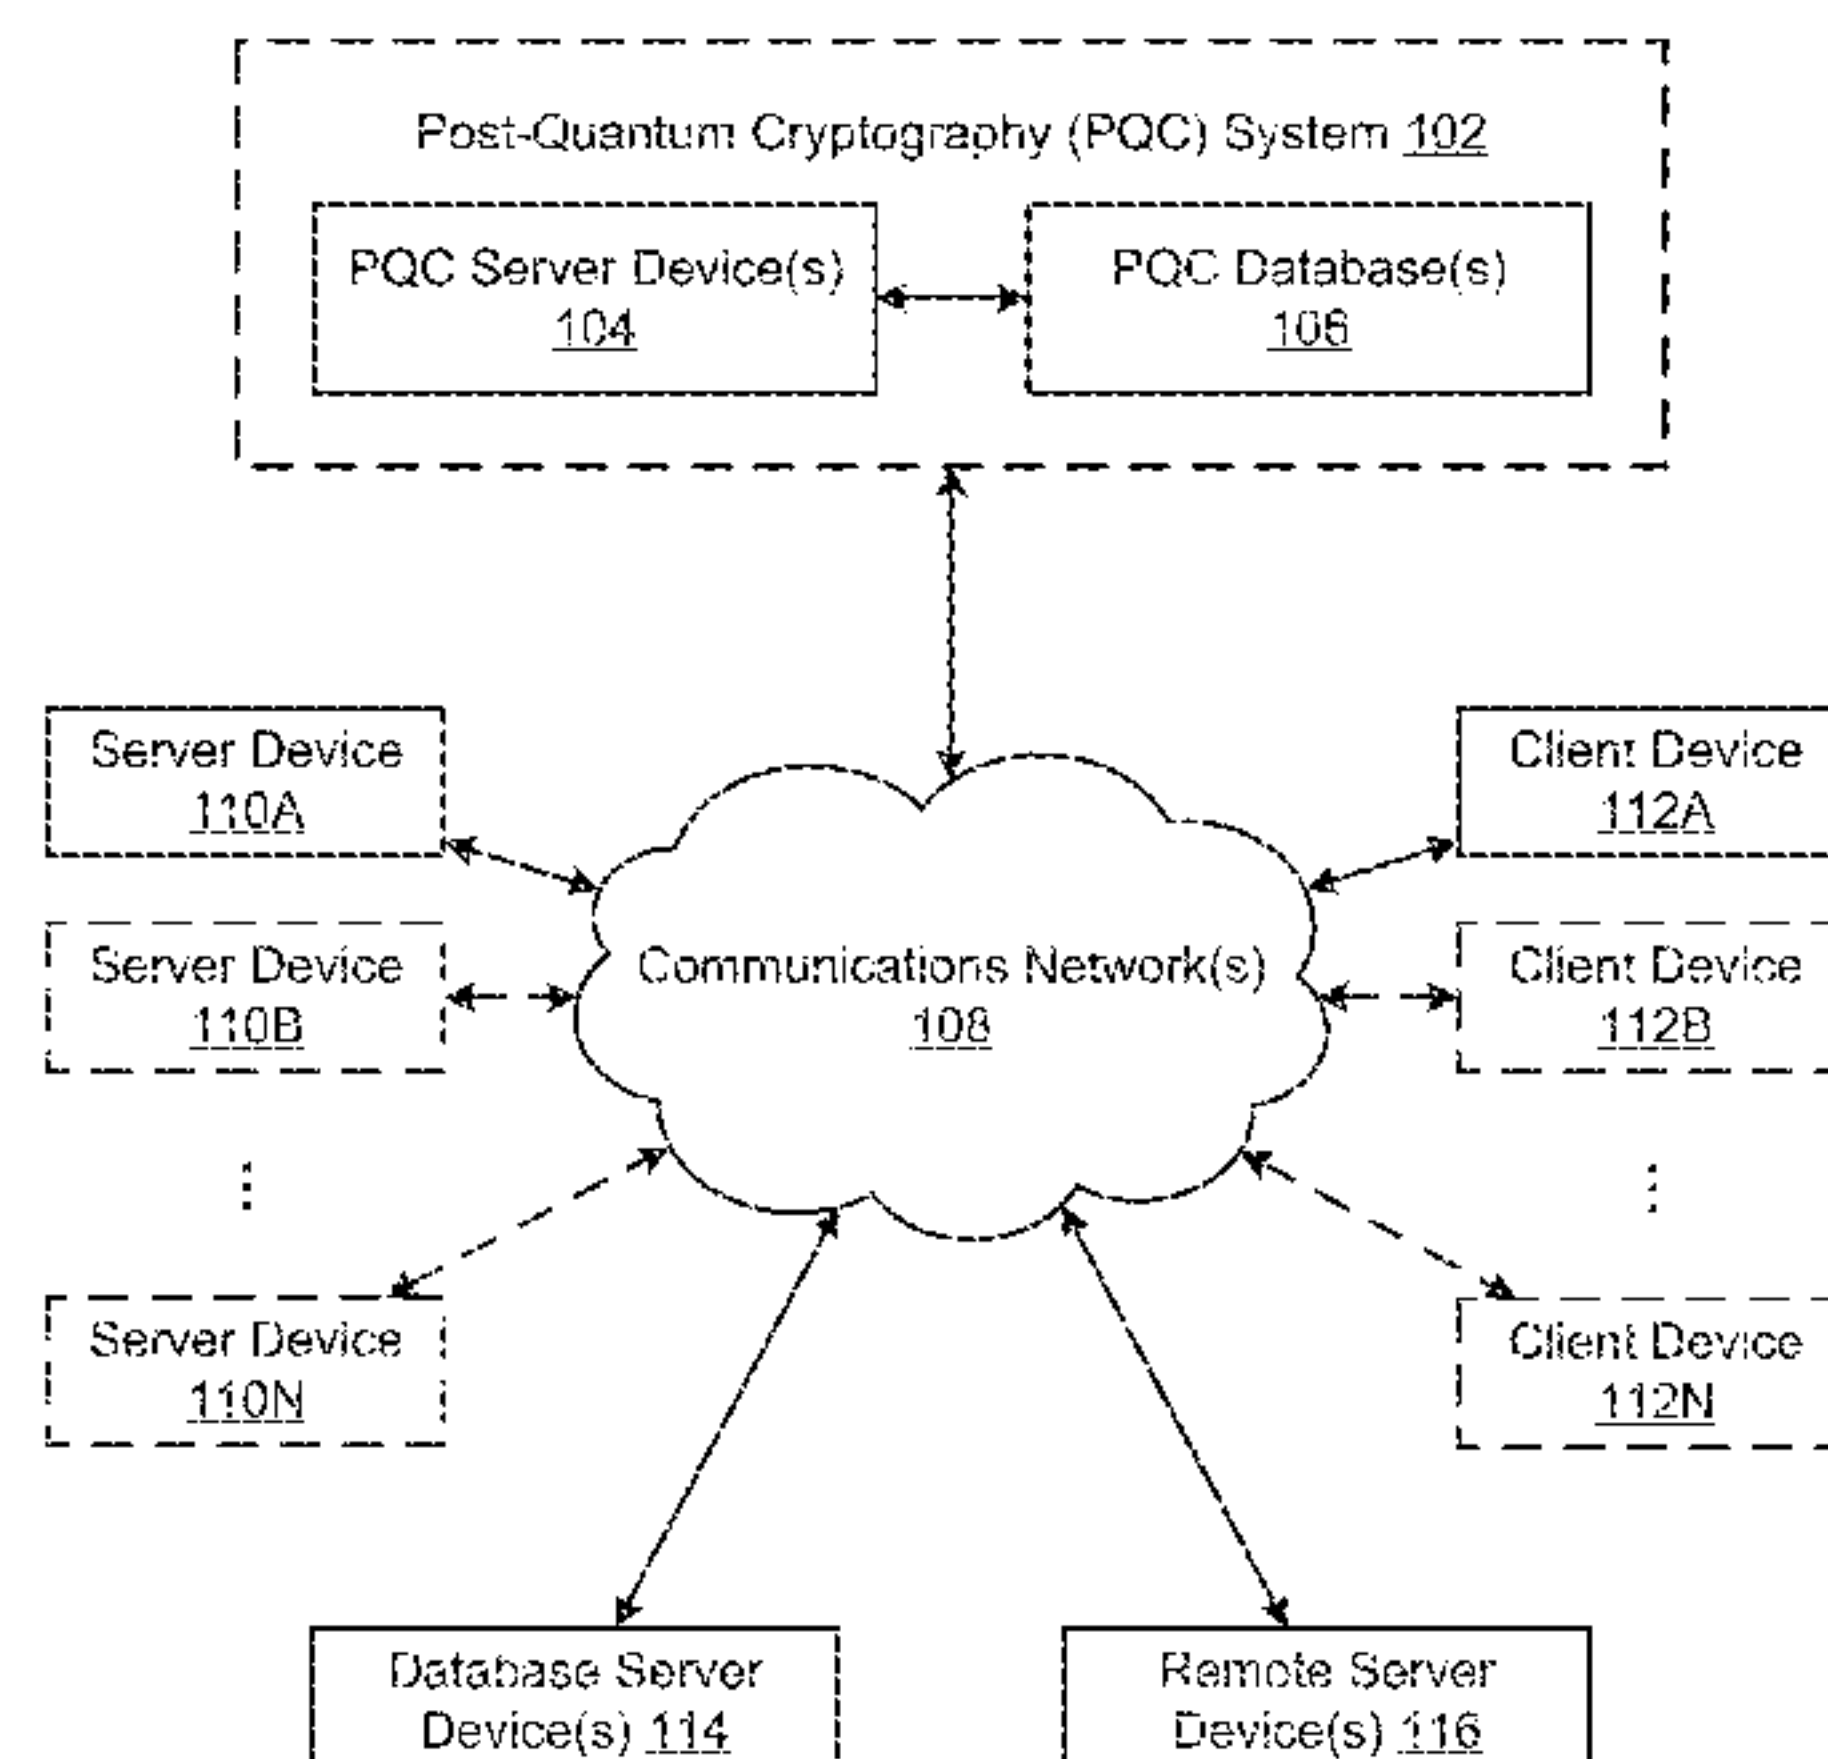 Post-Quantum Cryptography (PQC) System 102
PQC Server Device(s)
104
PQC Database(s)
106
Server Device
110A
Client Device
112A
Server Device
110B
Communications Network(s)
108
Client Device
112B
Server Device
110N
Client Device
112N
Database Server
Device(s) 114
Remote Server
Device(s) 116